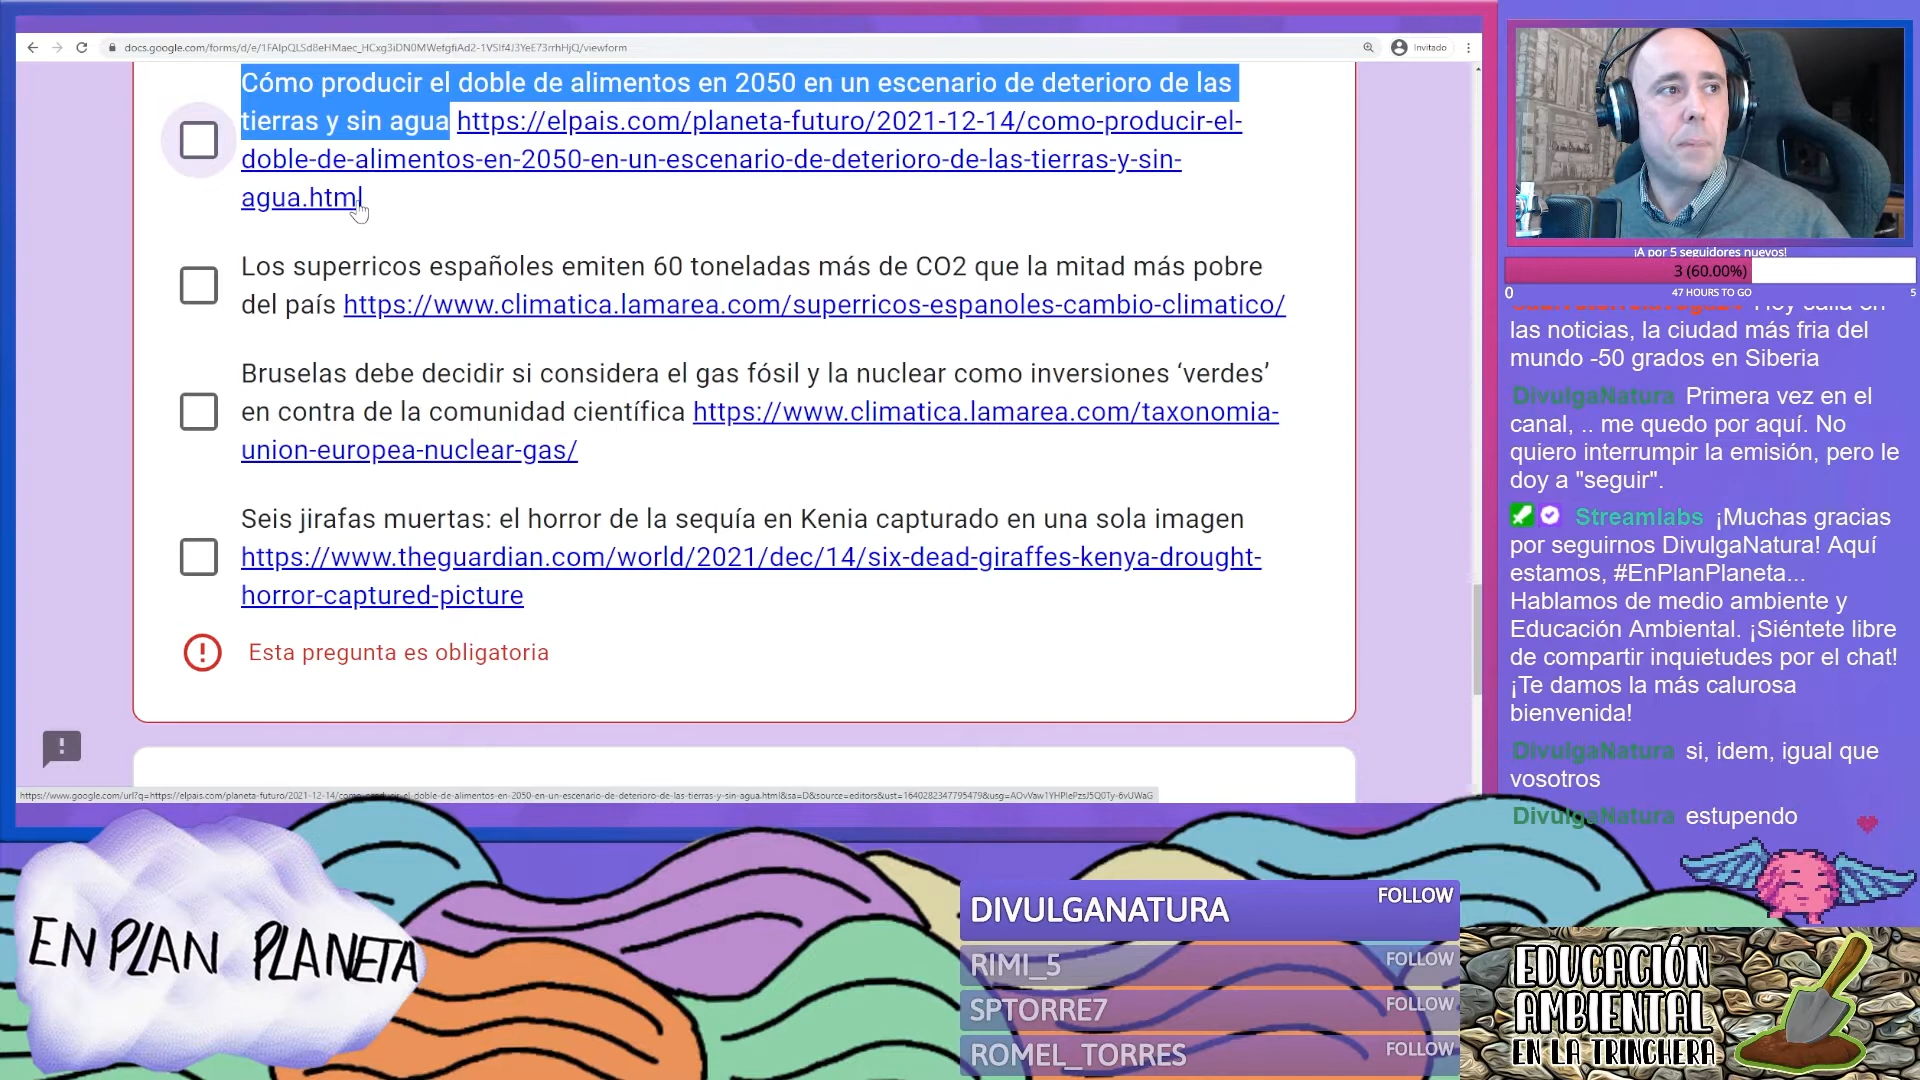 docs.google.com/forms/d/e/1FAIpQLSd8eHMaec_HCxg3iDN0MWefgfiAd2-1VSIf4J3YeE73rrhHjQ/viewform
Invitado
Cómo producir el doble de alimentos en 2050 en un escenario de deterioro de las
tierras y sin agua https://elpais.com/planeta-futuro/2021-12-14/como-producir-el-
doble-de-alimentos-en-2050-en-un-escenario-de-deterioro-de-las-tierras-y-sin-
agua.html
Los superricos españoles emiten 60 toneladas más de CO2 que la mitad más pobre
del país https://www.climatica.lamarea.com/superricos-espanoles-cambio-climatico/
Bruselas debe decidir si considera el gas fósil y la nuclear como inversiones ‘verdes’
en contra de la comunidad científica https://www.climatica.lamarea.com/taxonomia-
union-europea-nuclear-gas/
Seis jirafas muertas: el horror de la sequía en Kenia capturado en una sola imagen
https://www.theguardian.com/world/2021/dec/14/six-dead-giraffes-kenya-drought-
horror-captured-picture
Esta pregunta es obligatoria
¡A por 5 seguidores nuevos!
3 (60.00%)
0 47 HOURS TO GO 5
las noticias, la ciudad más fria del
mundo -50 grados en Siberia
DivulgaNatura Primera vez en el
canal, .. me quedo por aquí. No
quiero interrumpir la emisión, pero le
doy a "seguir".
Streamlabs ¡Muchas gracias
por seguirnos DivulgaNatura! Aquí
estamos, #EnPlanPlaneta...
Hablamos de medio ambiente y
Educación Ambiental. ¡Siéntete libre
de compartir inquietudes por el chat!
¡Te damos la más calurosa
bienvenida!
DivulgaNatura si, idem, igual que
vosotros
DivulgaNatura estupendo
EN PLAN PLANETA
DIVULGANATURA FOLLOW
RIMI_5 FOLLOW
SPTORRE7 FOLLOW
ROMEL_TORRES FOLLOW
EDUCACIÓN
AMBIENTAL
EN LA TRINCHERA